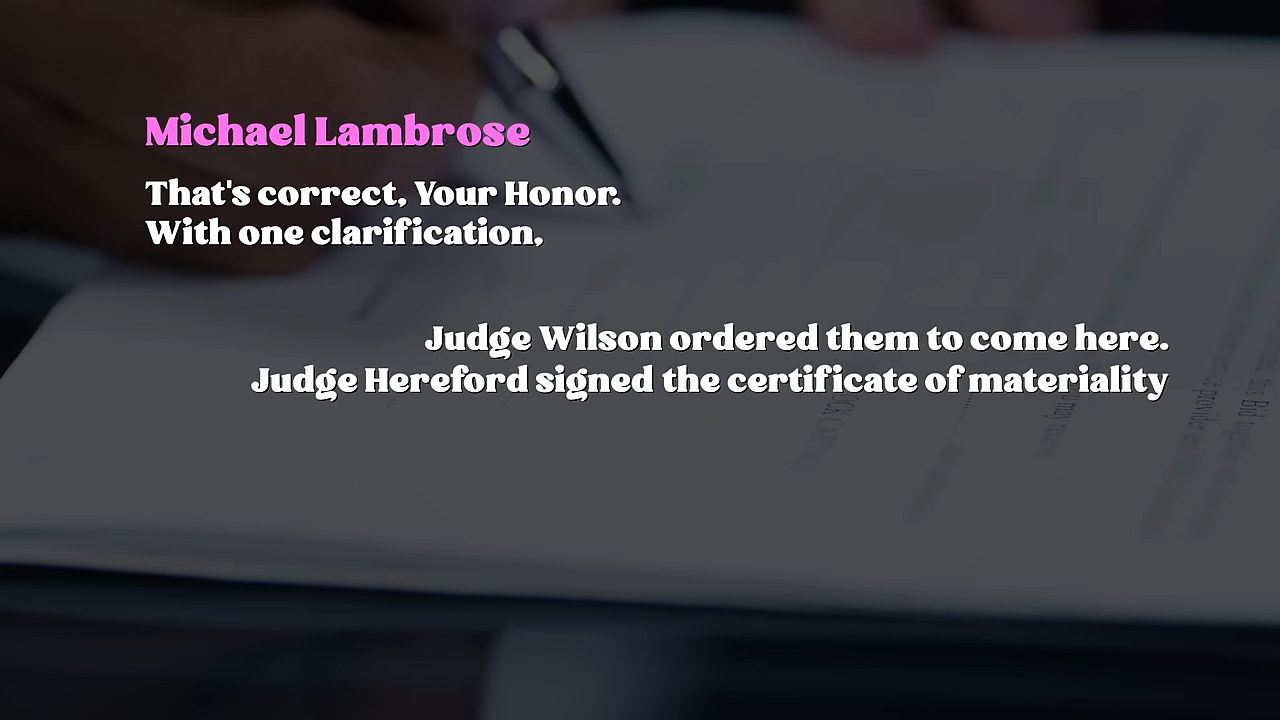 Michael Lambrose
That's correct, Your Honor.
With one clarification,
Judge Wilson ordered them to come here.
Judge Hereford signed the certificate of materiality